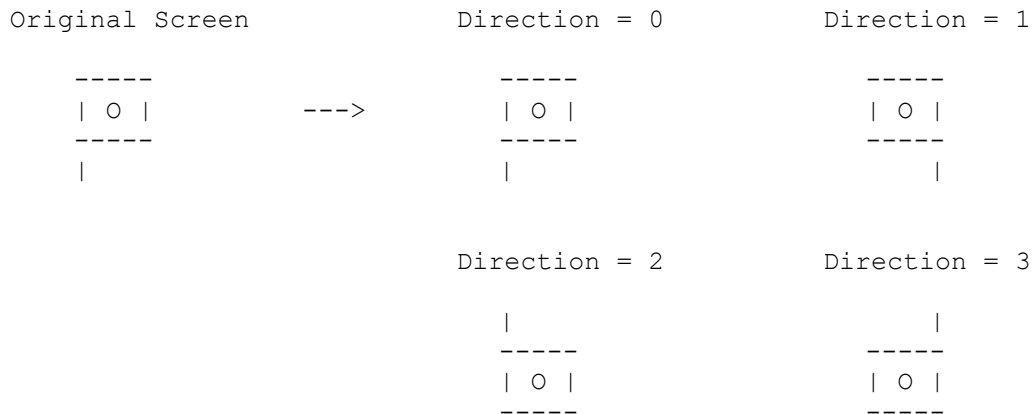 Original Screen                Direction = 0            Direction = 1

    -----                         -----                    -----
    | O |          --->           | O |                    | O |
    -----                         -----                    -----
    |                             |                            |

                               Direction = 2            Direction = 3

                                  |                            |
                                  -----                    -----
                                  | O |                    | O |
                                  -----                    -----